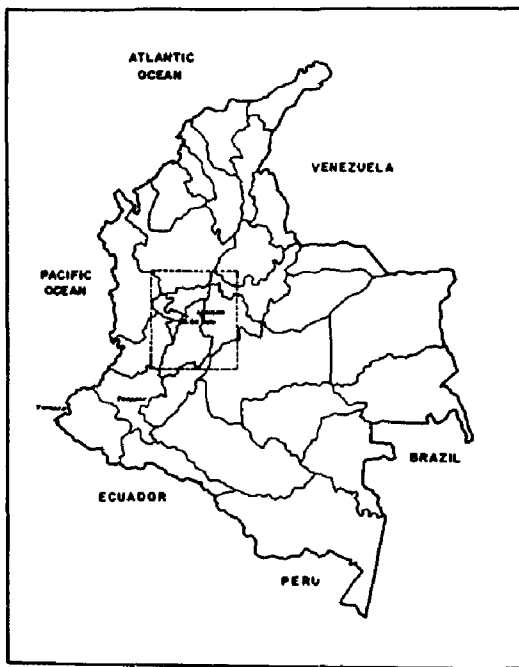 ATLANTIC
OCEAN
VENEZUELA
PACIFIC
OCEAN
BRAZIL
ECUADOR
PERU